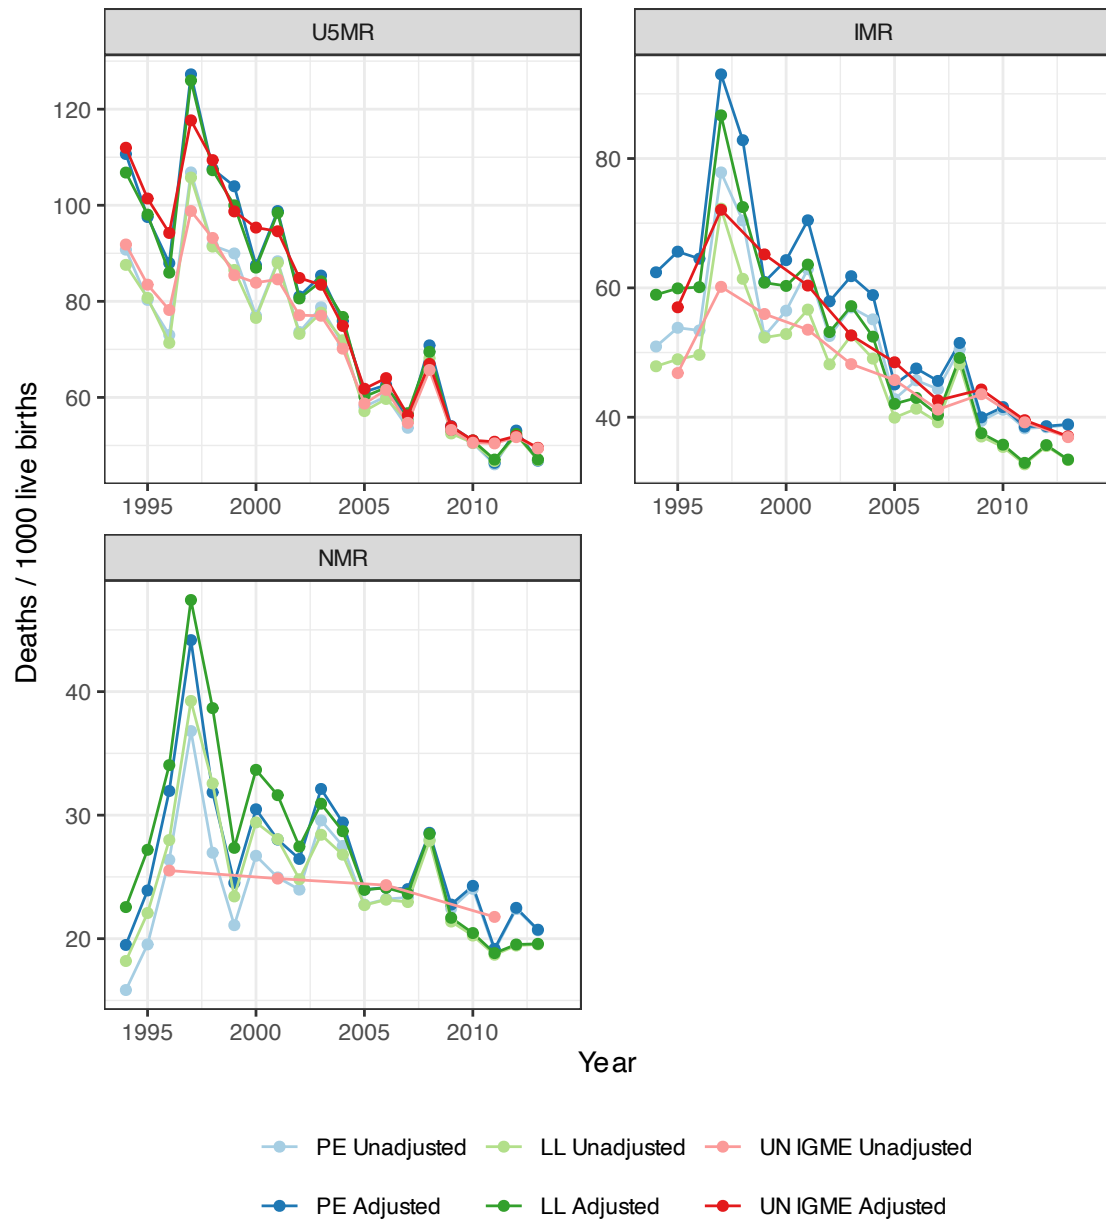 U5MR
IMR
120
100
80
60
80
60
40
1995 2000 2005 2010
1995 2000 2005 2010
NMR
Deaths / 1000 live births
40
30
20
1995 2000 2005 2010
Year
PE Unadjusted LL Unadjusted UN IGME Unadjusted
PE Adjusted LL Adjusted UN IGME Adjusted